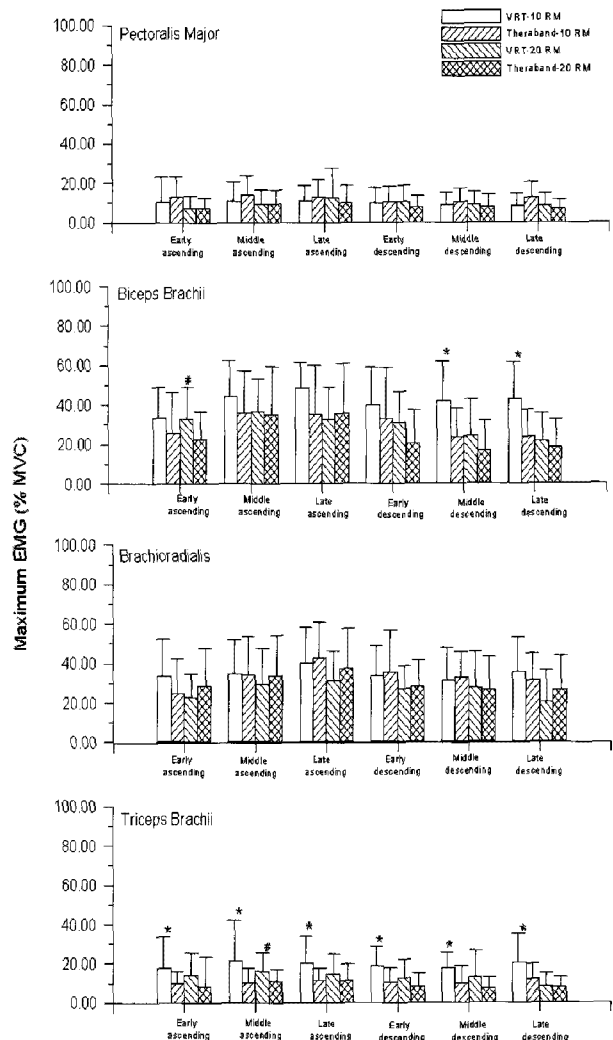 VRT-10 RM
Theraband-10 RM
VRT-20 RM
Theraband-20 RM
Maximum EMG (% MVC)
Pectoralis Major
100.00
80.00
60.00
40.00
20.00
0.00
Early ascending
Middle ascending
Late ascending
Early descending
Middle descending
Late descending
Biceps Brachii
100.00
80.00
60.00
40.00
20.00
0.00
#
*
*
Early ascending
Middle ascending
Late ascending
Early descending
Middle descending
Late descending
Brachioradialis
100.00
80.00
60.00
40.00
20.00
0.00
Early ascending
Middle ascending
Late ascending
Early descending
Middle descending
Late descending
Triceps Brachii
100.00
80.00
60.00
40.00
20.00
0.00
*
*
#
*
*
*
*
Early ascending
Middle ascending
Late ascending
Early descending
Middle descending
Late descending